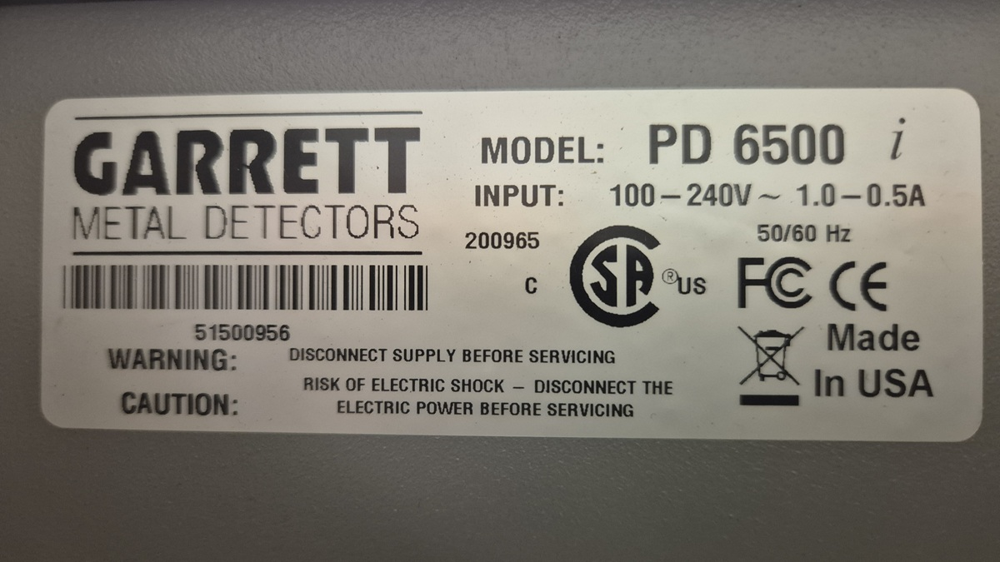 GARRETT
METAL DETECTORS
51500956
MODEL: PD 6500 i
INPUT: 100–240V ~ 1.0–0.5A
50/60 Hz
200965
C SA ® US
FC CE
Made
In USA
WARNING: DISCONNECT SUPPLY BEFORE SERVICING
CAUTION: RISK OF ELECTRIC SHOCK – DISCONNECT THE
ELECTRIC POWER BEFORE SERVICING